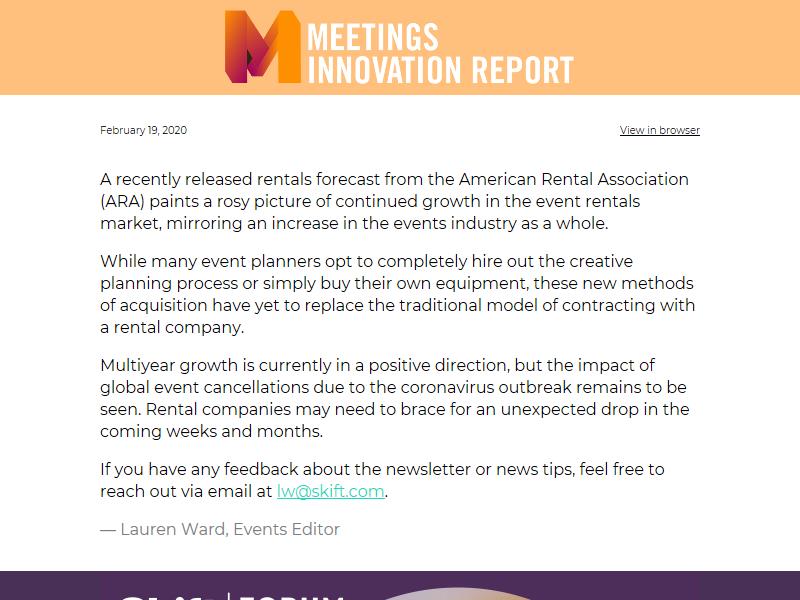 MEETINGS
INNOVATION REPORT
February 19, 2020
View in browser
A recently released rentals forecast from the American Rental Association
(ARA) paints a rosy picture of continued growth in the event rentals
market, mirroring an increase in the events industry as a whole.
While many event planners opt to completely hire out the creative
planning process or simply buy their own equipment, these new methods
of acquisition have yet to replace the traditional model of contracting with
a rental company.
Multiyear growth is currently in a positive direction, but the impact of
global event cancellations due to the coronavirus outbreak remains to be
seen. Rental companies may need to brace for an unexpected drop in the
coming weeks and months.
If you have any feedback about the newsletter or news tips, feel free to
reach out via email at lw@skift.com.
— Lauren Ward, Events Editor